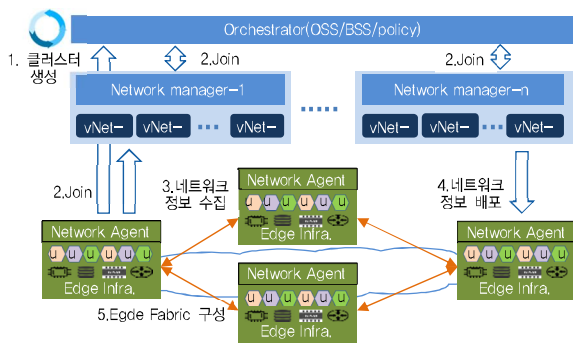 Orchestrator(OSS/BSS/policy)
1. 클러스터
생성
2.Join
2.Join
Network manager-1
Network manager-n
vNet-
vNet-
vNet-
vNet-
vNet-
vNet-
2.Join
3.네트워크
정보 수집
4.네트워크
정보 배포
Network Agent
u u u u u u
Edge Infra.
Network Agent
u u u u u u
Edge Infra.
Network Agent
u u u u u u
Edge Infra.
Network Agent
u u u u u u
Edge Infra.
5.Egde Fabric 구성